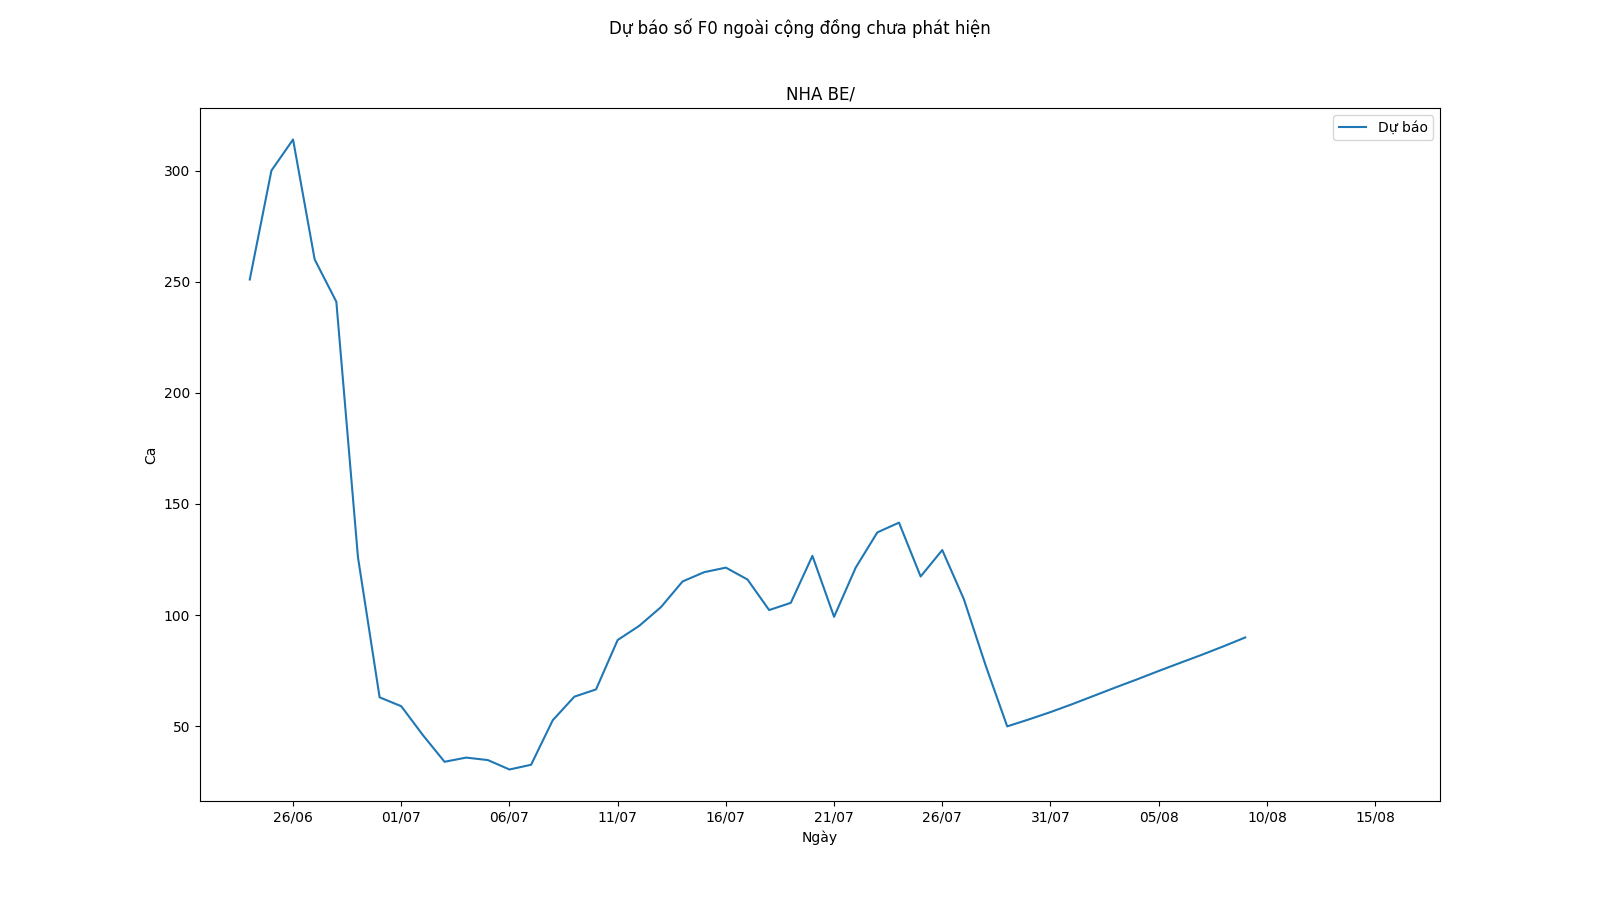 Dự báo số F0 ngoài cộng đồng chưa phát hiện
NHA BE/
Dự báo
300
250
200
150
100
50
Ca
26/06 01/07 06/07 11/07 16/07 21/07 26/07 31/07 05/08 10/08 15/08
Ngày